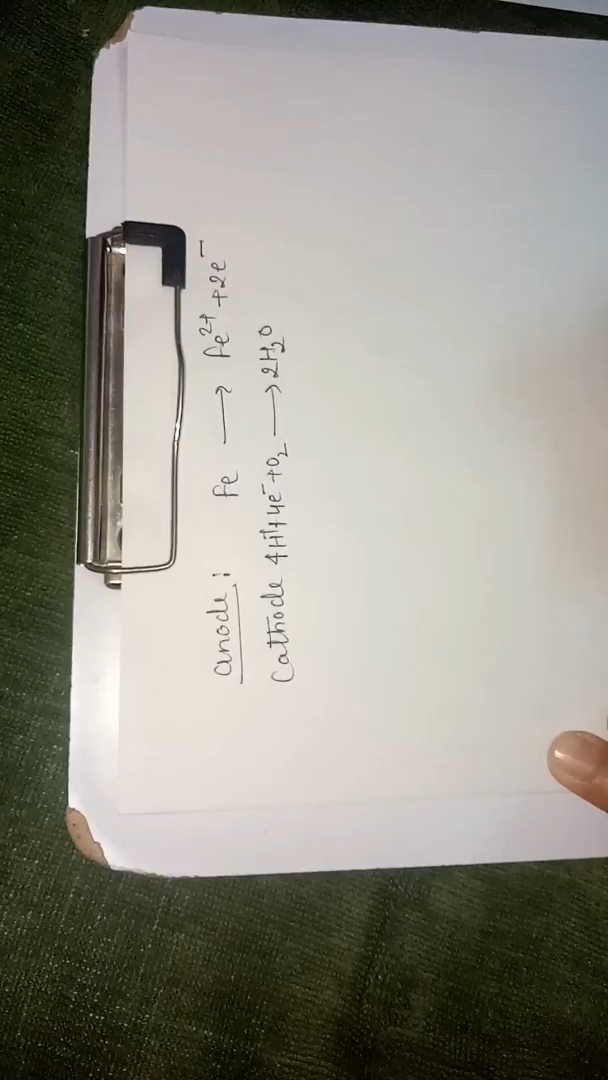 anode: Fe ⟶ Fe²⁺ + 2e⁻
Cathode 4H⁺+4e⁻+O₂ ⟶ 2H₂O